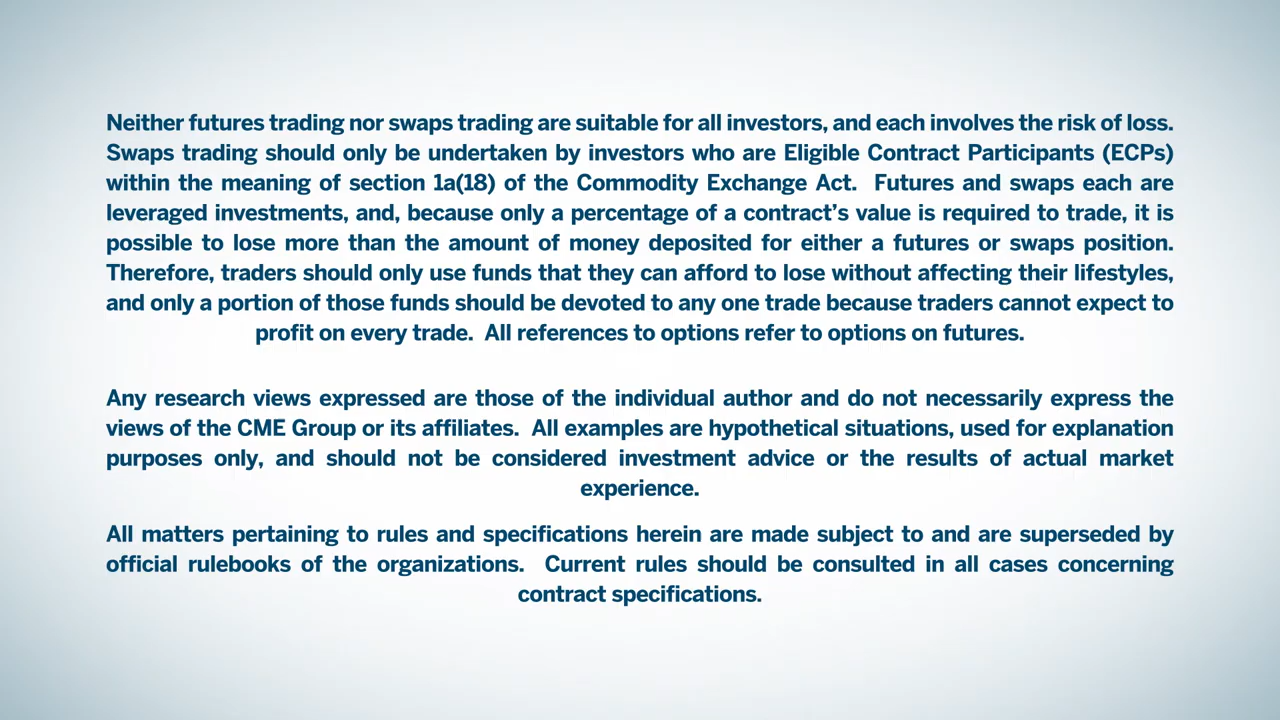 Neither futures trading nor swaps trading are suitable for all investors, and each involves the risk of loss.
Swaps trading should only be undertaken by investors who are Eligible Contract Participants (ECPs)
within the meaning of section 1a(18) of the Commodity Exchange Act.  Futures and swaps each are
leveraged investments, and, because only a percentage of a contract’s value is required to trade, it is
possible to lose more than the amount of money deposited for either a futures or swaps position.
Therefore, traders should only use funds that they can afford to lose without affecting their lifestyles,
and only a portion of those funds should be devoted to any one trade because traders cannot expect to
profit on every trade.  All references to options refer to options on futures.
Any research views expressed are those of the individual author and do not necessarily express the
views of the CME Group or its affiliates.  All examples are hypothetical situations, used for explanation
purposes only, and should not be considered investment advice or the results of actual market
experience.
All matters pertaining to rules and specifications herein are made subject to and are superseded by
official rulebooks of the organizations.  Current rules should be consulted in all cases concerning
contract specifications.